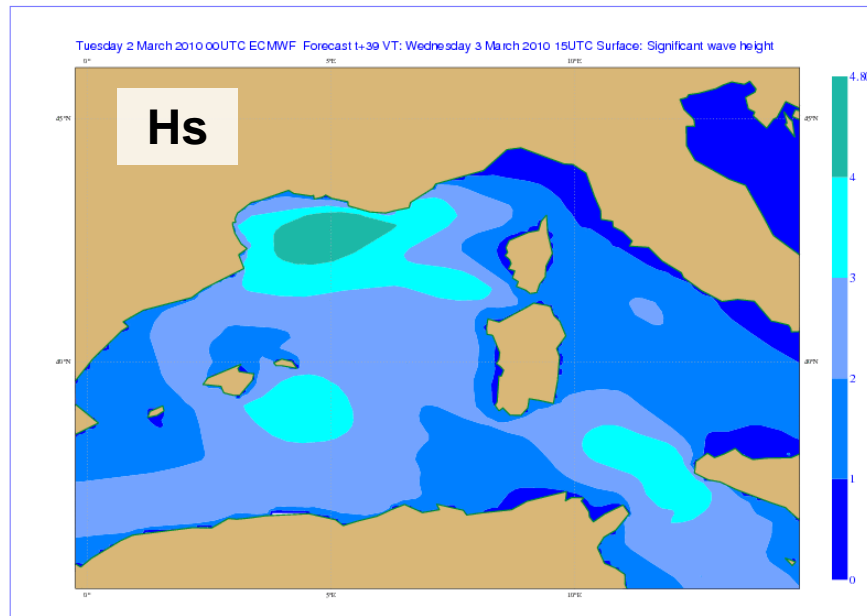 Tuesday 2 March 2010 00UTC ECMWF Forecast t+39 VT: Wednesday 3 March 2010 15UTC Surface: Significant wave height
0° 5°E 10°E
Hs
45°N 45°N
40°N 40°N
0° 5°E 10°E
4.80
4
3
2
1
0